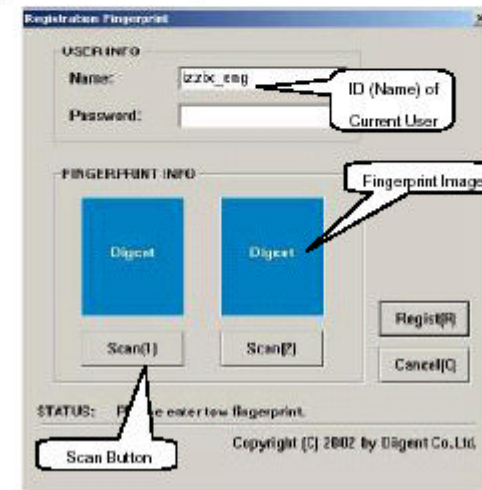 Registration Fingerprint
USER INFO
Name: izzix_eng
ID (Name) of
Current User
Password:
FINGERPRINT INFO
Fingerprint Image
Digent Digent
Scan(1) Scan(2)
Regist(R)
Cancel(C)
STATUS: enter tow fingerprint.
Scan Button
Copyright (C) 2002 by Digent Co.Ltd.